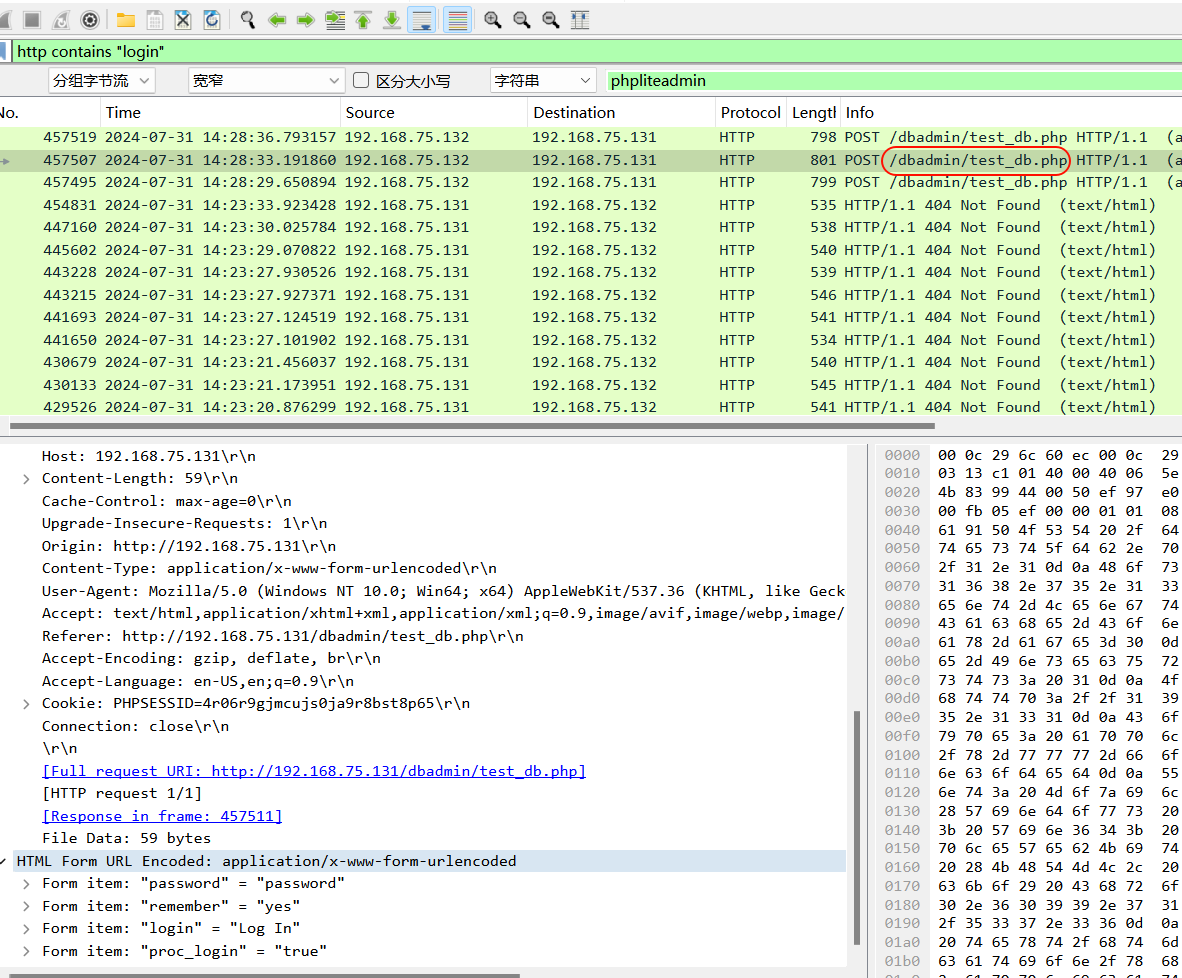 http contains "login"
分组字节流 宽窄 区分大小写 字符串 phpliteadmin
No. Time Source Destination Protocol Lengtl Info
457519 2024-07-31 14:28:36.793157 192.168.75.132 192.168.75.131 HTTP 798 POST /dbadmin/test_db.php HTTP/1.1 (a
457507 2024-07-31 14:28:33.191860 192.168.75.132 192.168.75.131 HTTP 801 POST /dbadmin/test_db.php HTTP/1.1 (a
457495 2024-07-31 14:28:29.650894 192.168.75.132 192.168.75.131 HTTP 799 POST /dbadmin/test_db.php HTTP/1.1 (a
454831 2024-07-31 14:23:33.923428 192.168.75.131 192.168.75.132 HTTP 535 HTTP/1.1 404 Not Found (text/html)
447160 2024-07-31 14:23:30.025784 192.168.75.131 192.168.75.132 HTTP 538 HTTP/1.1 404 Not Found (text/html)
445602 2024-07-31 14:23:29.070822 192.168.75.131 192.168.75.132 HTTP 540 HTTP/1.1 404 Not Found (text/html)
443228 2024-07-31 14:23:27.930526 192.168.75.131 192.168.75.132 HTTP 539 HTTP/1.1 404 Not Found (text/html)
443215 2024-07-31 14:23:27.927371 192.168.75.131 192.168.75.132 HTTP 546 HTTP/1.1 404 Not Found (text/html)
441693 2024-07-31 14:23:27.124519 192.168.75.131 192.168.75.132 HTTP 541 HTTP/1.1 404 Not Found (text/html)
441650 2024-07-31 14:23:27.101902 192.168.75.131 192.168.75.132 HTTP 534 HTTP/1.1 404 Not Found (text/html)
430679 2024-07-31 14:23:21.456037 192.168.75.131 192.168.75.132 HTTP 540 HTTP/1.1 404 Not Found (text/html)
430133 2024-07-31 14:23:21.173951 192.168.75.131 192.168.75.132 HTTP 545 HTTP/1.1 404 Not Found (text/html)
429526 2024-07-31 14:23:20.876299 192.168.75.131 192.168.75.132 HTTP 541 HTTP/1.1 404 Not Found (text/html)
Host: 192.168.75.131\r\n
Content-Length: 59\r\n
Cache-Control: max-age=0\r\n
Upgrade-Insecure-Requests: 1\r\n
Origin: http://192.168.75.131\r\n
Content-Type: application/x-www-form-urlencoded\r\n
User-Agent: Mozilla/5.0 (Windows NT 10.0; Win64; x64) AppleWebKit/537.36 (KHTML, like Geck
Accept: text/html,application/xhtml+xml,application/xml;q=0.9,image/avif,image/webp,image/
Referer: http://192.168.75.131/dbadmin/test_db.php\r\n
Accept-Encoding: gzip, deflate, br\r\n
Accept-Language: en-US,en;q=0.9\r\n
Cookie: PHPSESSID=4r06r9gjmcujs0ja9r8bst8p65\r\n
Connection: close\r\n
\r\n
[Full request URI: http://192.168.75.131/dbadmin/test_db.php]
[HTTP request 1/1]
[Response in frame: 457511]
File Data: 59 bytes
HTML Form URL Encoded: application/x-www-form-urlencoded
Form item: "password" = "password"
Form item: "remember" = "yes"
Form item: "login" = "Log In"
Form item: "proc_login" = "true"
0000 00 0c 29 6c 60 ec 00 0c 29
0010 03 13 c1 01 40 00 40 06 5e
0020 4b 83 99 44 00 50 ef 97 e0
0030 00 fb 05 ef 00 00 01 01 08
0040 61 91 50 4f 53 54 20 2f 64
0050 74 65 73 74 5f 64 62 2e 70
0060 2f 31 2e 31 0d 0a 48 6f 73
0070 31 36 38 2e 37 35 2e 31 33
0080 65 6e 74 2d 4c 65 6e 67 74
0090 43 61 63 68 65 2d 43 6f 6e
00a0 61 78 2d 61 67 65 3d 30 0d
00b0 65 2d 49 6e 73 65 63 75 72
00c0 73 74 73 3a 20 31 0d 0a 4f
00d0 68 74 74 70 3a 2f 2f 31 39
00e0 35 2e 31 33 31 0d 0a 43 6f
00f0 79 70 65 3a 20 61 70 70 6c
0100 2f 78 2d 77 77 77 2d 66 6f
0110 6e 63 6f 64 65 64 0d 0a 55
0120 6e 74 3a 20 4d 6f 7a 69 6c
0130 28 57 69 6e 64 6f 77 73 20
0140 3b 20 57 69 6e 36 34 3b 20
0150 70 6c 65 57 65 62 4b 69 74
0160 20 28 4b 48 54 4d 4c 2c 20
0170 63 6b 6f 29 20 43 68 72 6f
0180 30 2e 36 30 39 39 2e 37 31
0190 2f 35 33 37 2e 33 36 0d 0a
01a0 20 74 65 78 74 2f 68 74 6d
01b0 63 61 74 69 6f 6e 2f 78 68